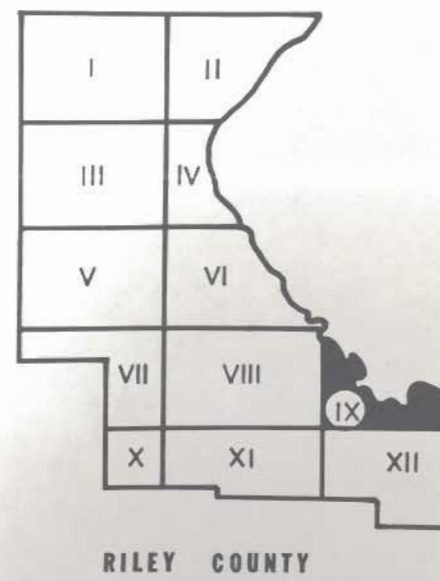 I II
III IV
V VI
VII VIII IX
X XI XII
RILEY COUNTY